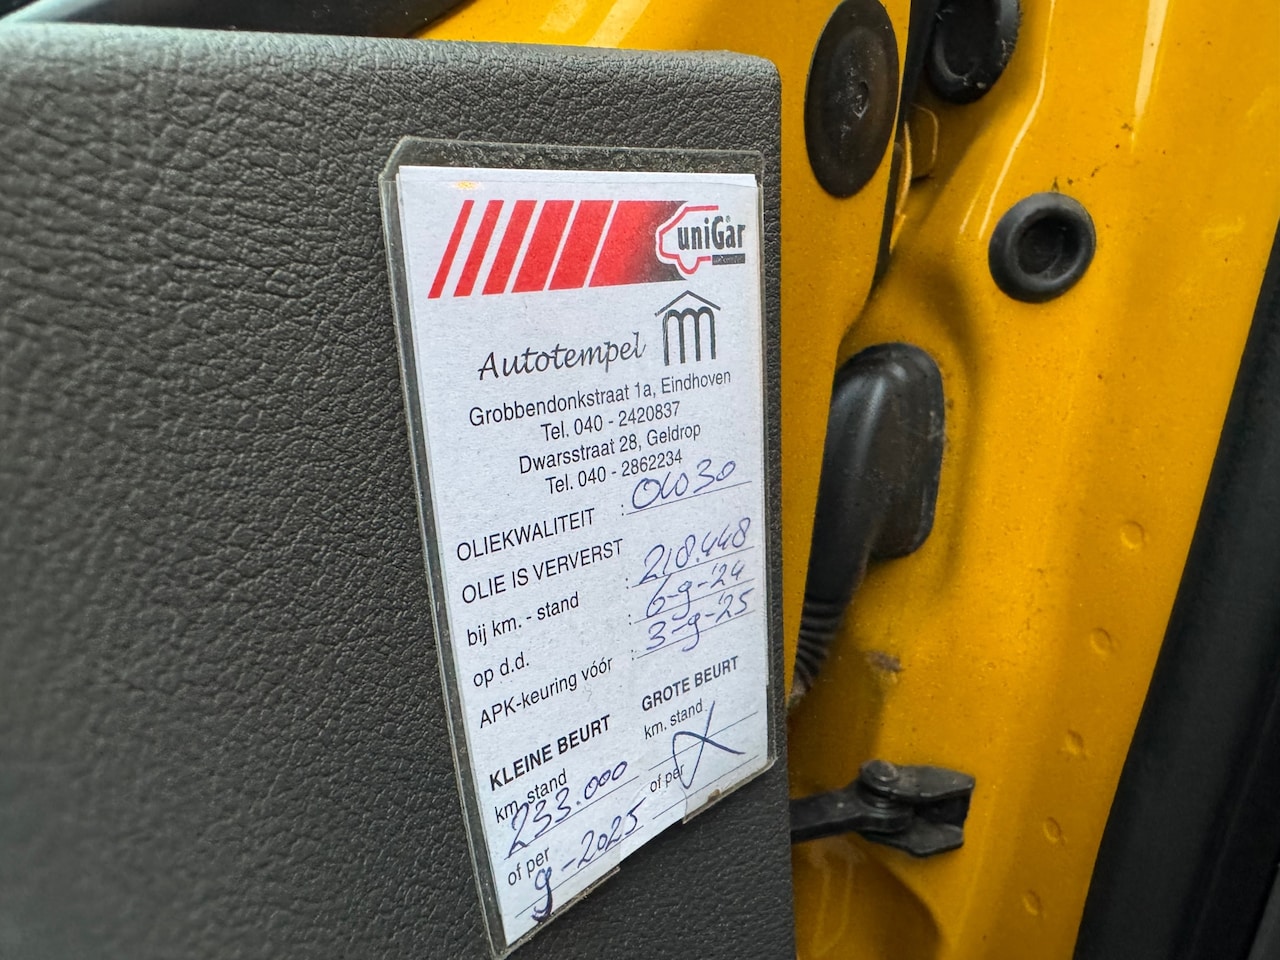 uniGar
Autotempel
Grobbendonkstraat 1a, Eindhoven
Tel. 040 - 2420837
Dwarsstraat 28, Geldrop
Tel. 040 - 2862234
OLIEKWALITEIT : OW30
OLIE IS VERVERST
bij km. - stand : 218.448
op d.d. : 6-9-'24
APK-keuring vóór : 3-9-'25
KLEINE BEURT
km. stand
233.000
of per
9-2025
GROTE BEURT
km. stand
of per